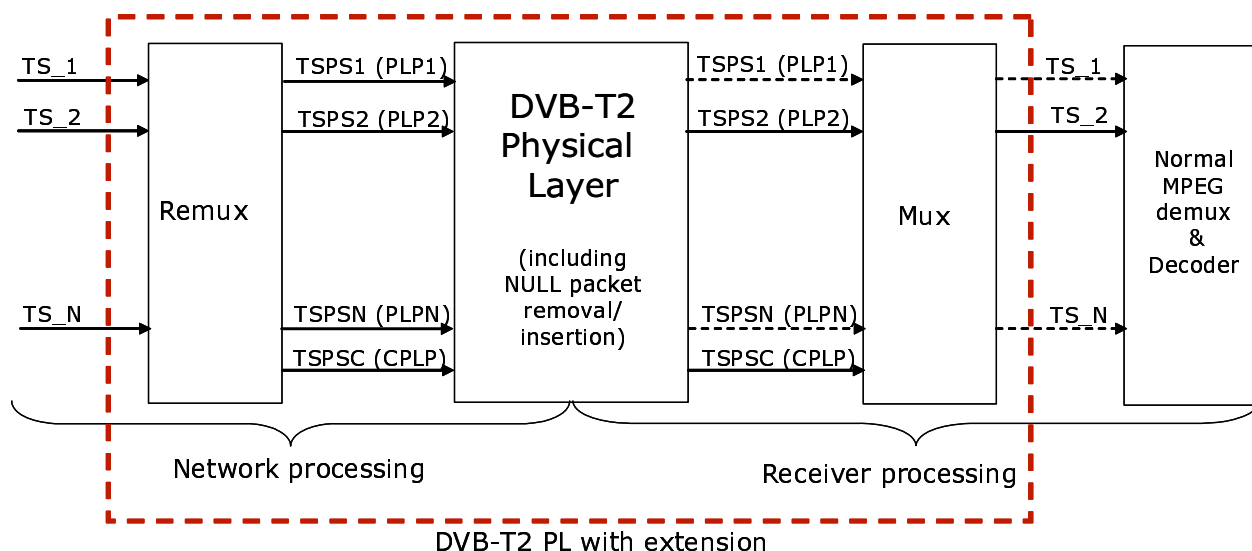 TS_1
TS_2
TS_N
Remux
TSPS1 (PLP1)
TSPS2 (PLP2)
TSPSN (PLPN)
TSPSC (CPLP)
DVB-T2
Physical
Layer
(including
NULL packet
removal/
insertion)
TSPS1 (PLP1)
TSPS2 (PLP2)
TSPSN (PLPN)
TSPSC (CPLP)
Mux
TS_1
TS_2
TS_N
Normal
MPEG
demux
&
Decoder
Network processing
Receiver processing
DVB-T2 PL with extension